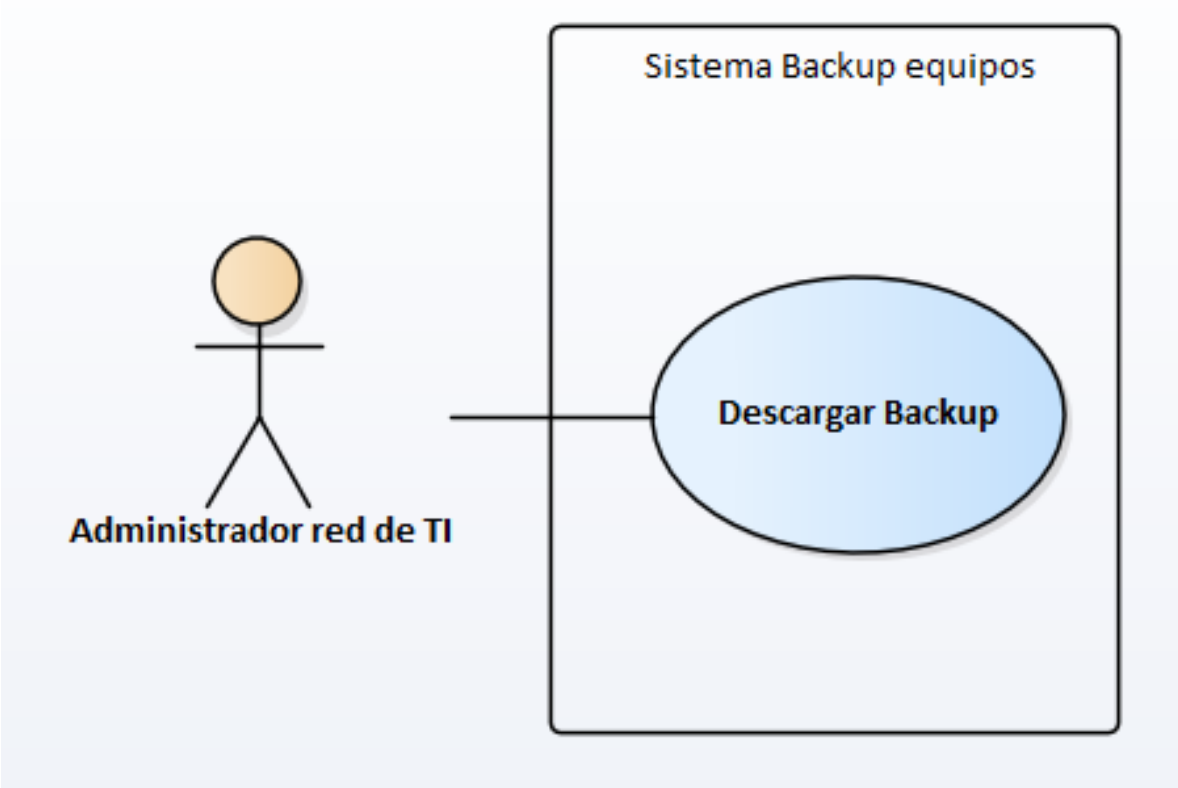 Sistema Backup equipos
Descargar Backup
Administrador red de TI